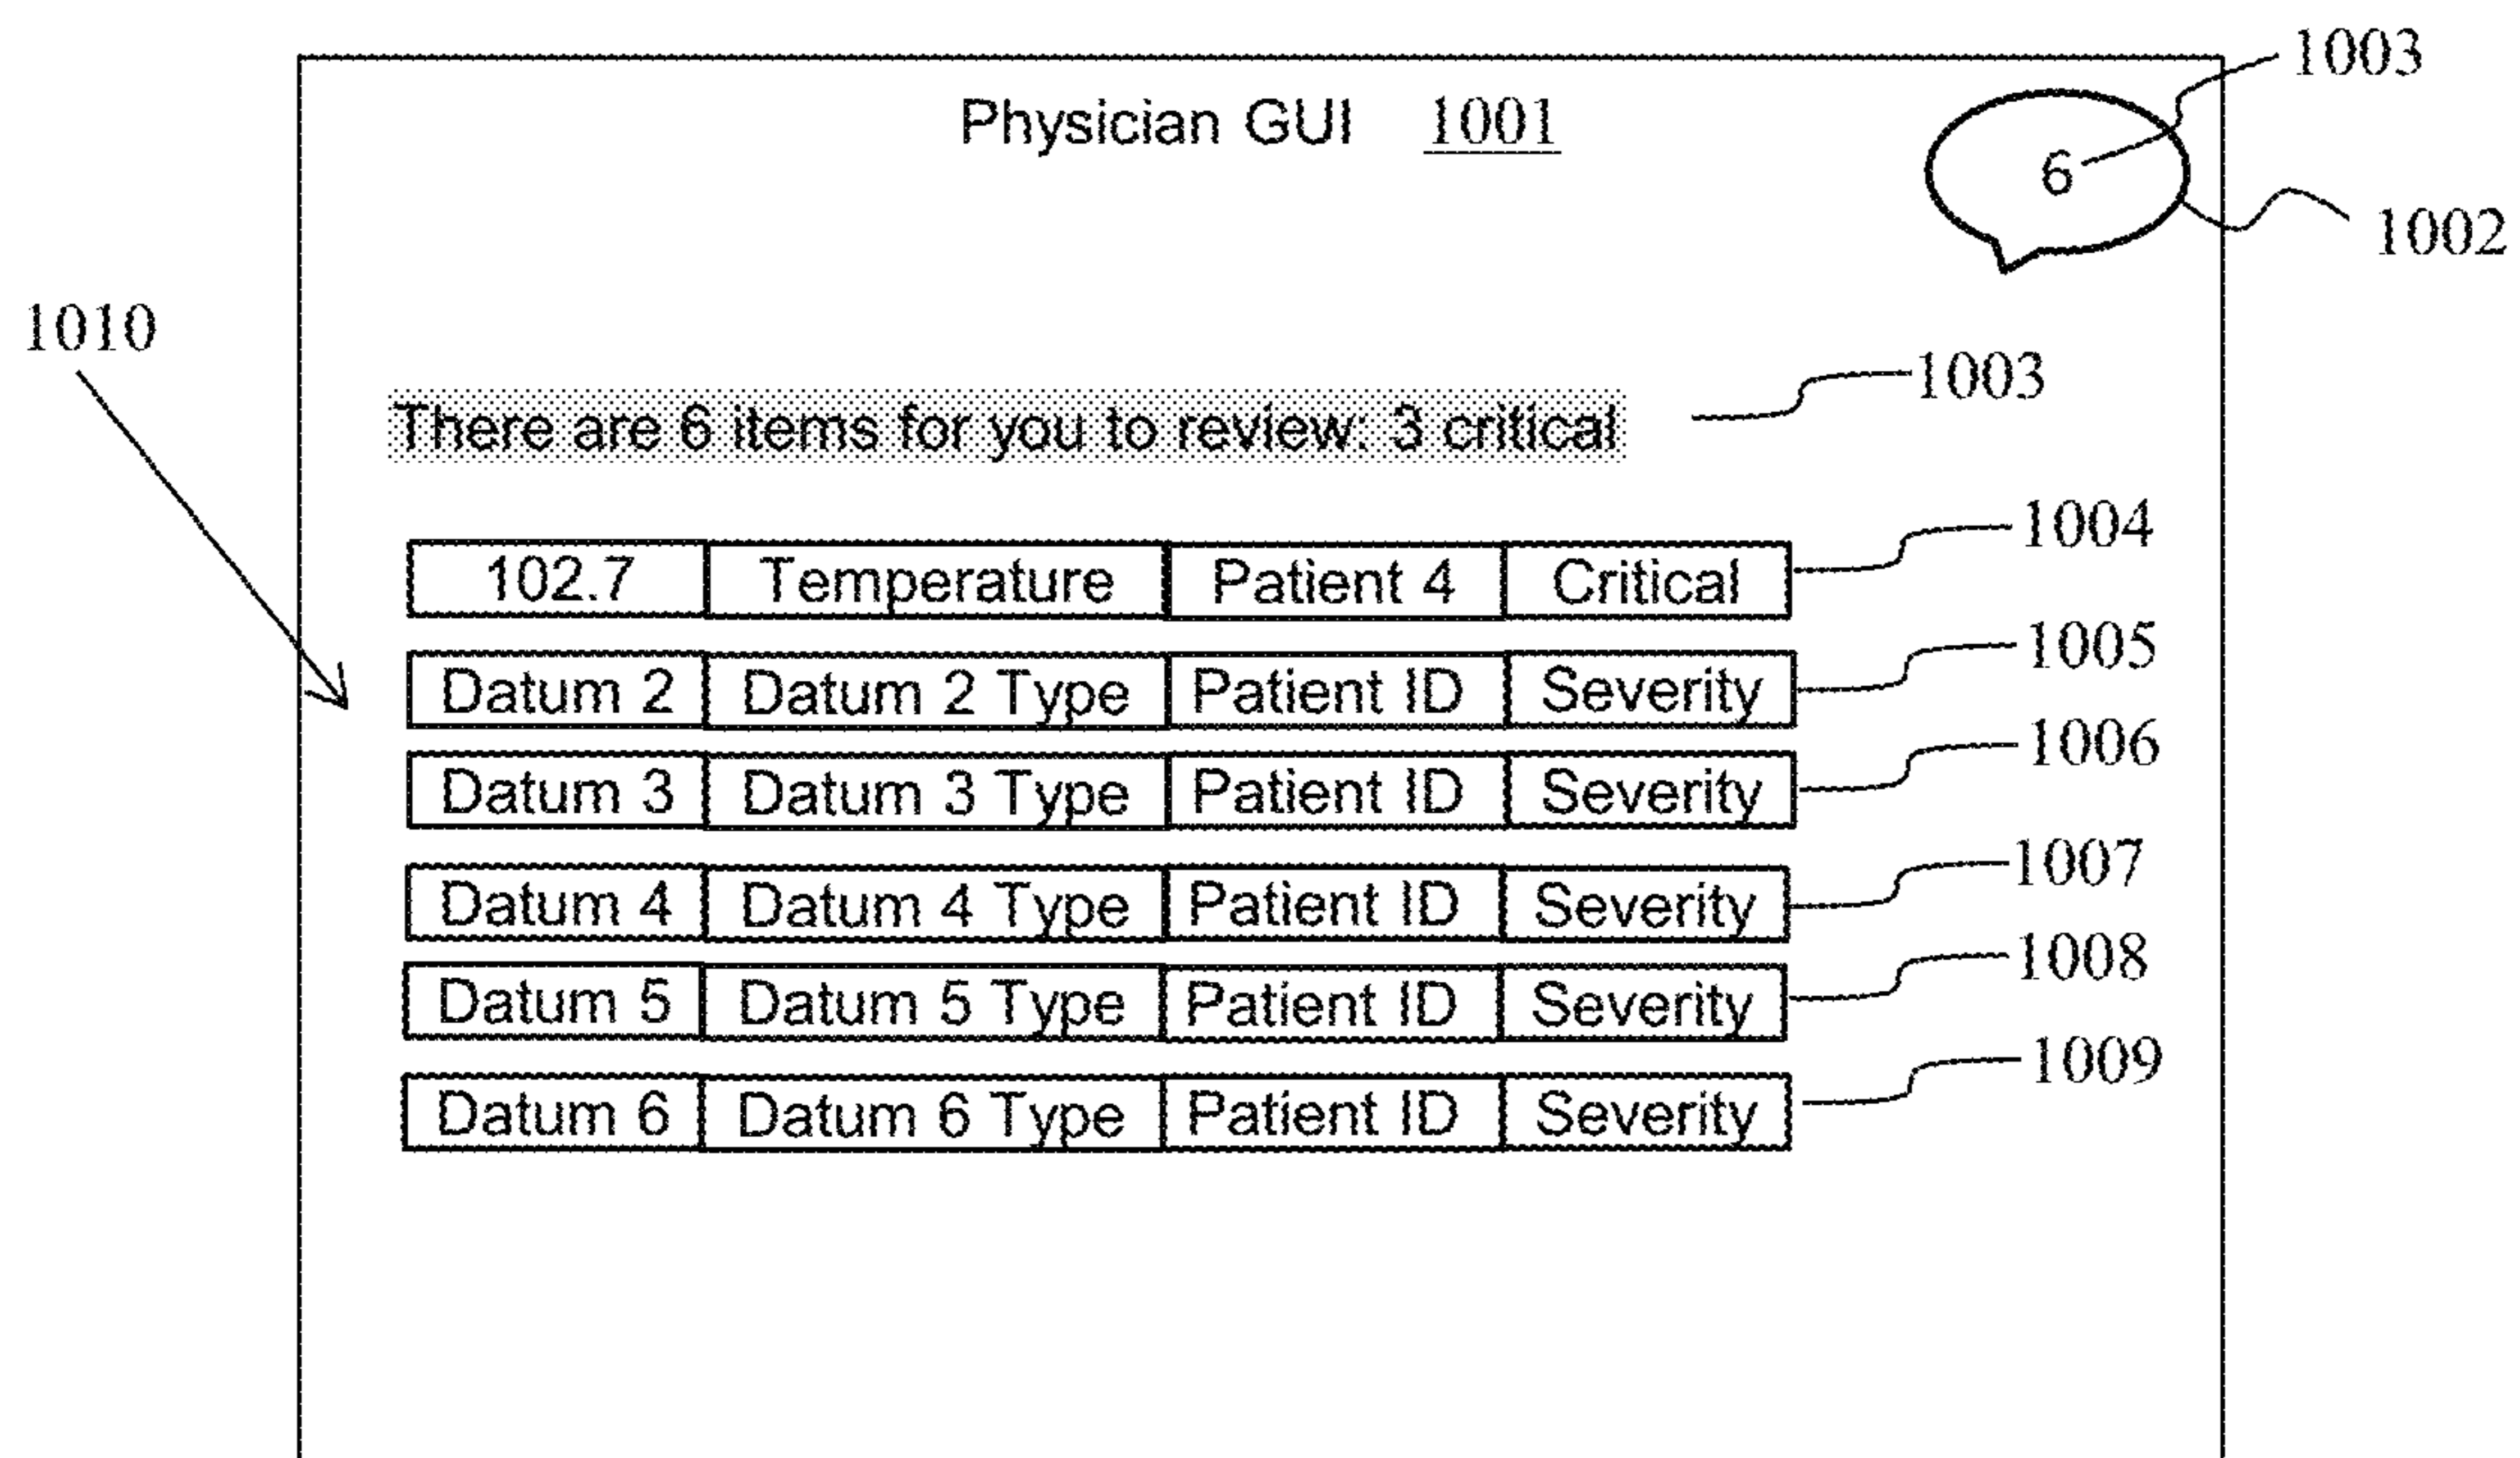 1003
Physician GUI 1001
6
1002
1010
1003
There are 6 items for you to review: 3 critical
1004
102.7 Temperature Patient 4 Critical
1005
Datum 2 Datum 2 Type Patient ID Severity
1006
Datum 3 Datum 3 Type Patient ID Severity
1007
Datum 4 Datum 4 Type Patient ID Severity
1008
Datum 5 Datum 5 Type Patient ID Severity
1009
Datum 6 Datum 6 Type Patient ID Severity